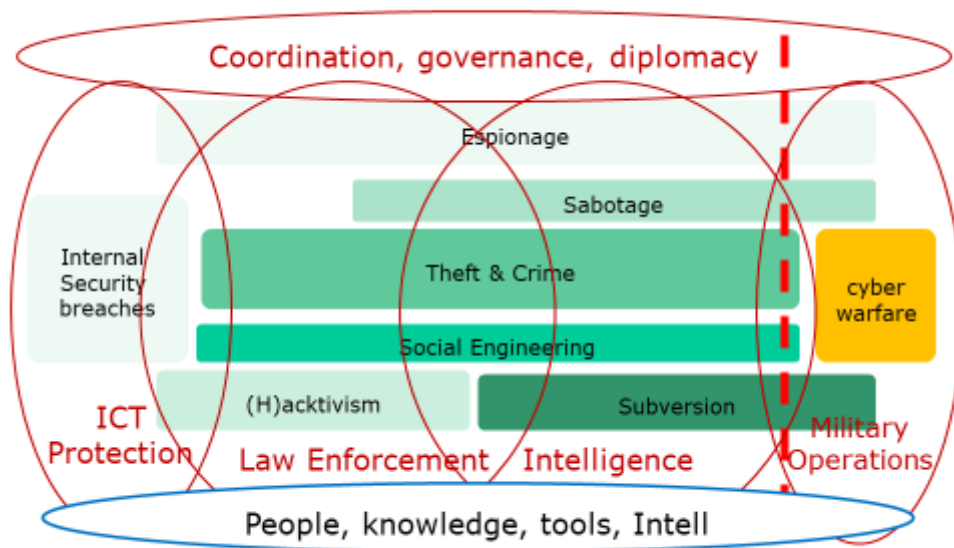 Coordination, governance, diplomacy
Espionage
Sabotage
Internal
Security
breaches
Theft & Crime
cyber
warfare
Social Engineering
(H)acktivism
Subversion
ICT
Protection
Law Enforcement
Intelligence
Military
Operations
People, knowledge, tools, Intell